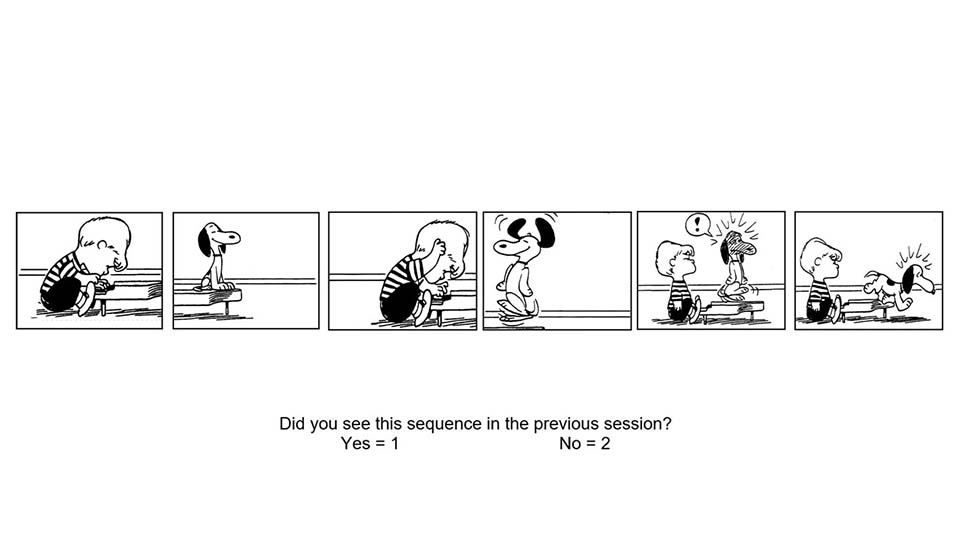 !
Did you see this sequence in the previous session?
Yes = 1 No = 2